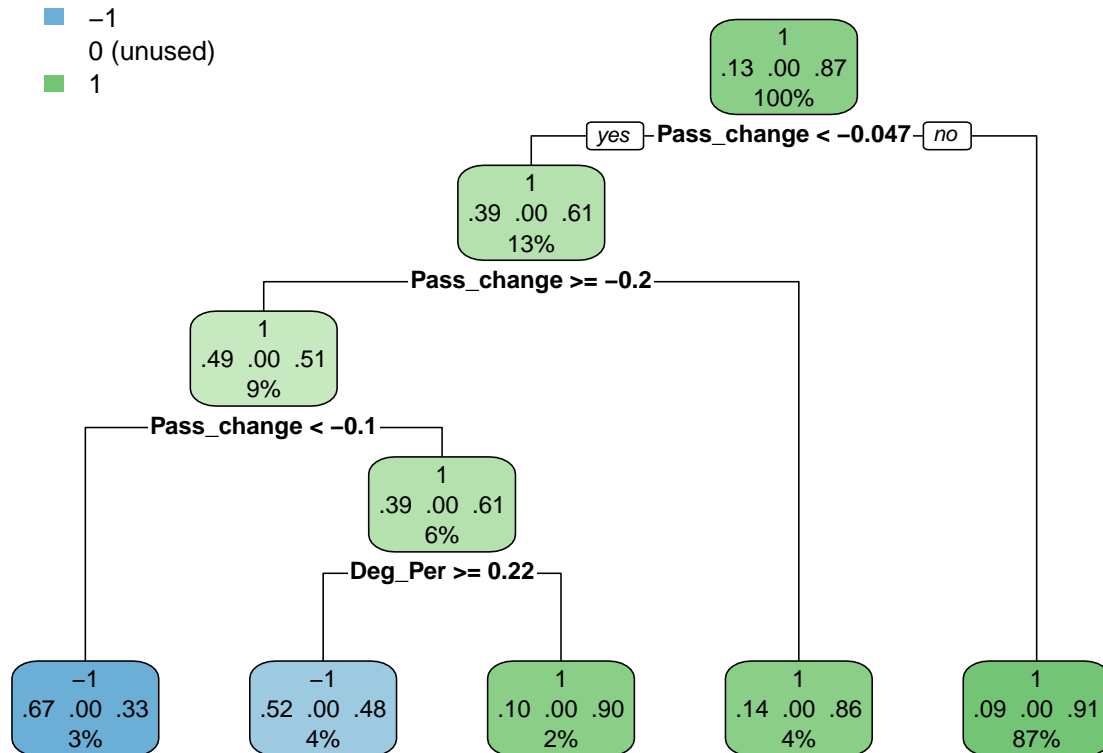 −1
0 (unused)
1
1
.13 .00 .87
100%
yes Pass_change < −0.047 no
1
.39 .00 .61
13%
Pass_change >= −0.2
1
.49 .00 .51
9%
Pass_change < −0.1
1
.39 .00 .61
6%
Deg_Per >= 0.22
−1
.67 .00 .33
3%
−1
.52 .00 .48
4%
1
.10 .00 .90
2%
1
.14 .00 .86
4%
1
.09 .00 .91
87%